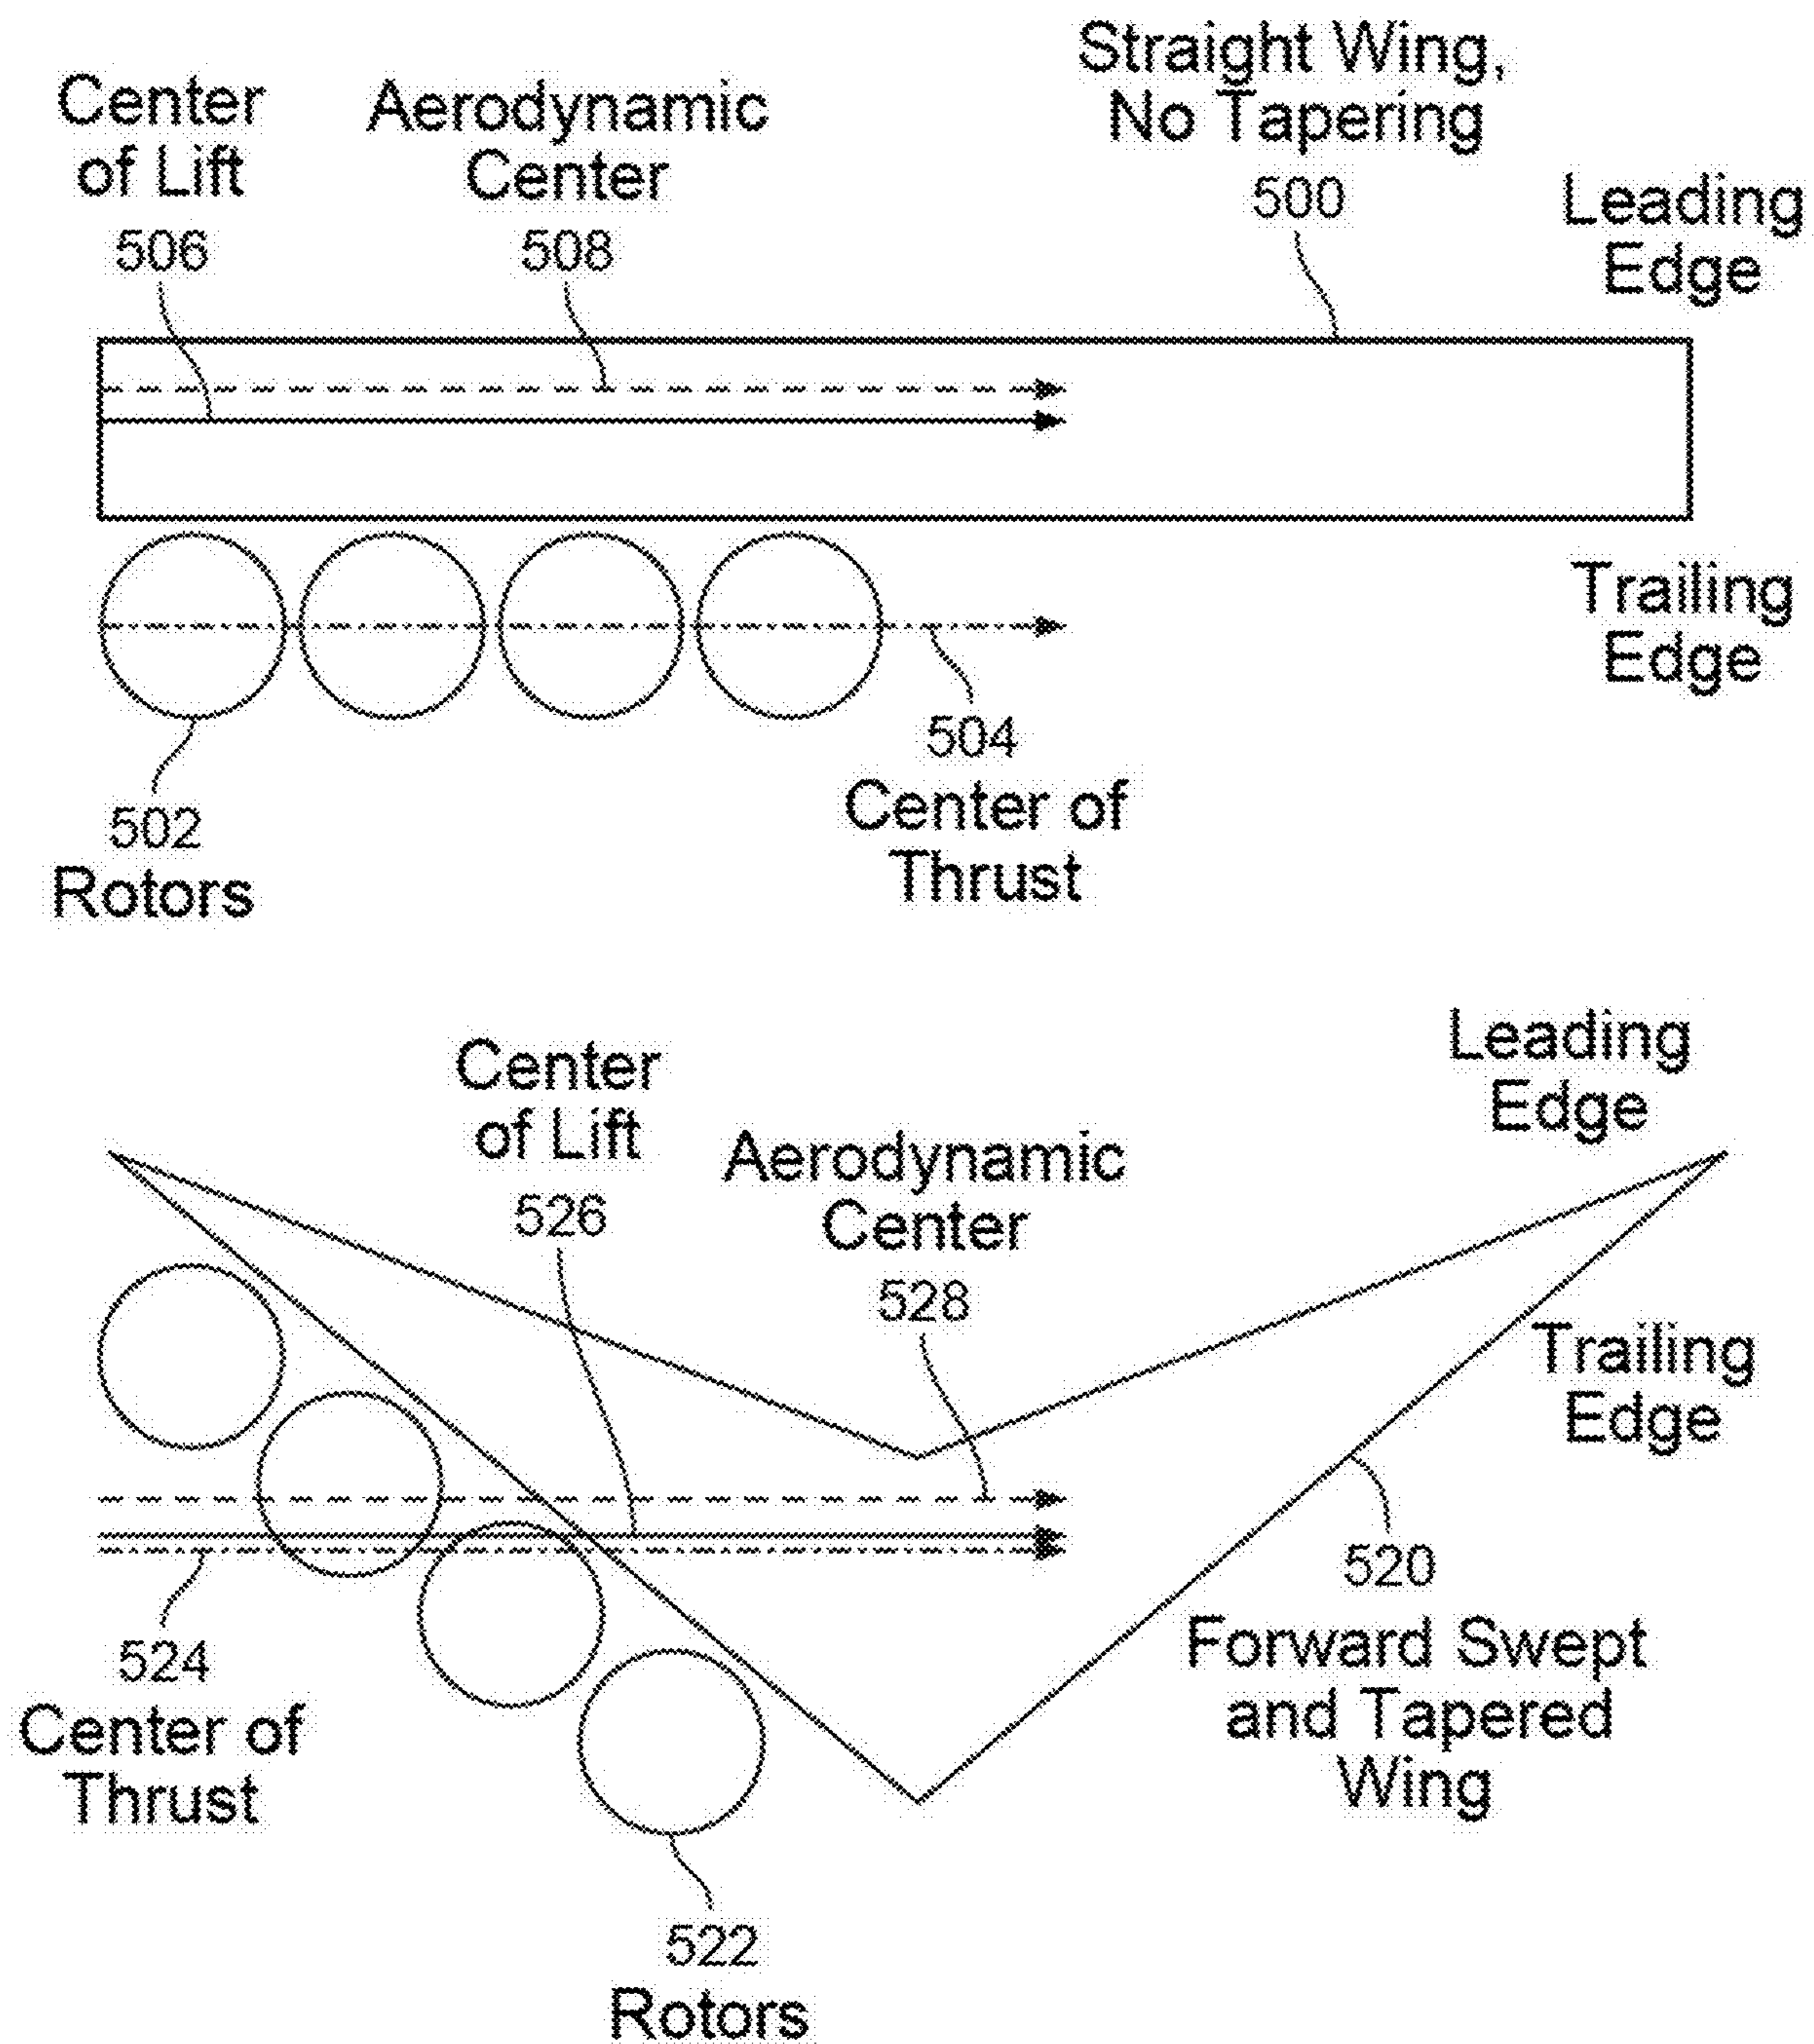 Straight Wing,
No Tapering
500
Center
of Lift
506
Aerodynamic
Center
508
Leading
Edge
Trailing
Edge
504
Center of
Thrust
502
Rotors
Leading
Edge
Center
of Lift
526
Aerodynamic
Center
528
Trailing
Edge
520
Forward Swept
and Tapered
Wing
524
Center of
Thrust
522
Rotors